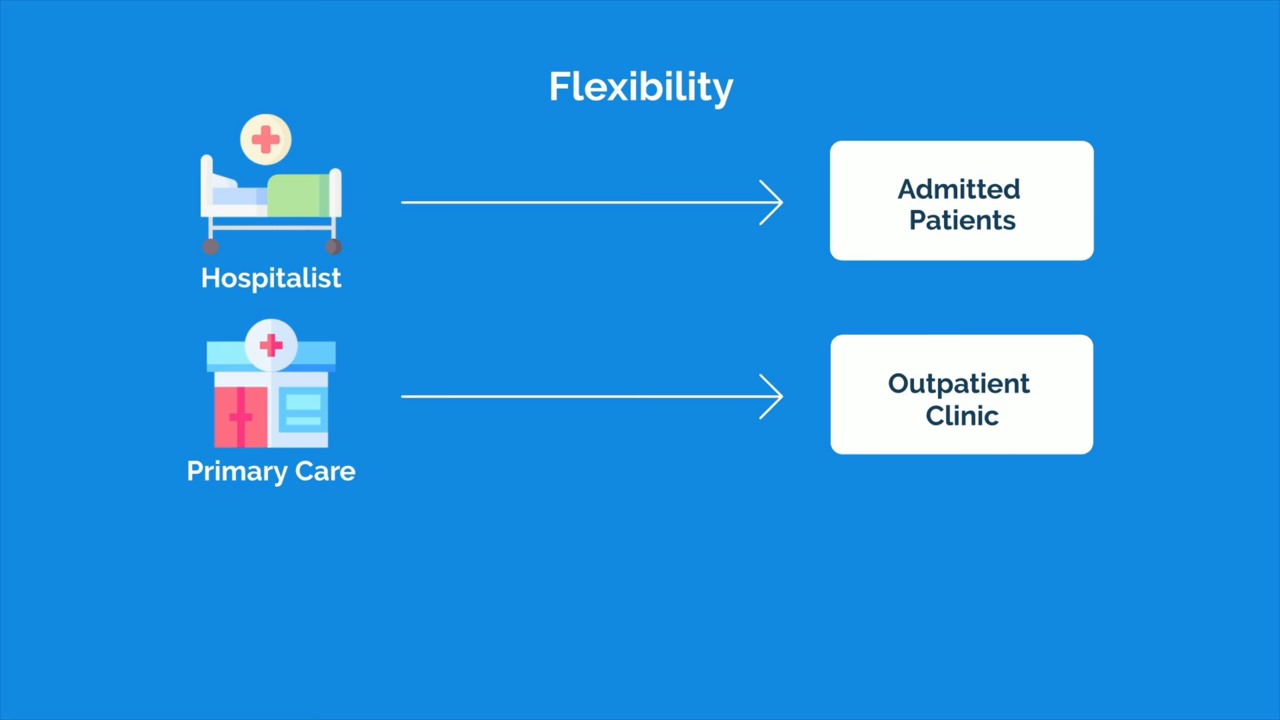 Flexibility
Hospitalist
Admitted
Patients
Primary Care
Outpatient
Clinic